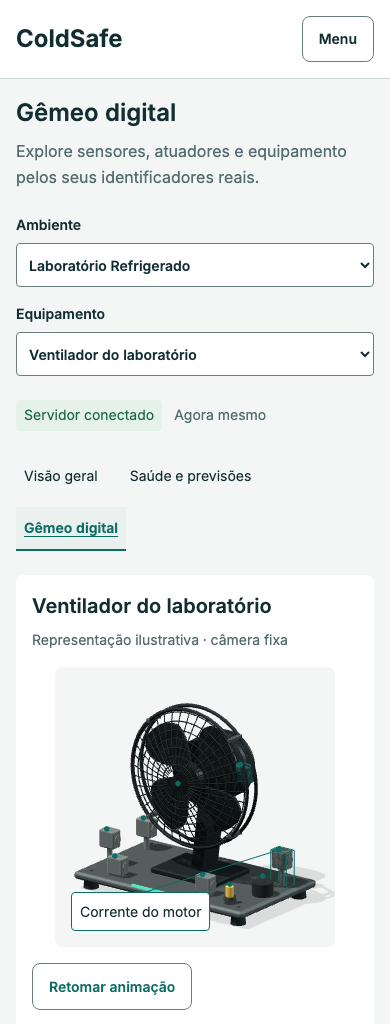 ColdSafe
Menu
Gêmeo digital
Explore sensores, atuadores e equipamento
pelos seus identificadores reais.
Ambiente
Laboratório Refrigerado
Equipamento
Ventilador do laboratório
Servidor conectado
Agora mesmo
Visão geral
Saúde e previsões
Gêmeo digital
Ventilador do laboratório
Representação ilustrativa · câmera fixa
Corrente do motor
Retomar animação